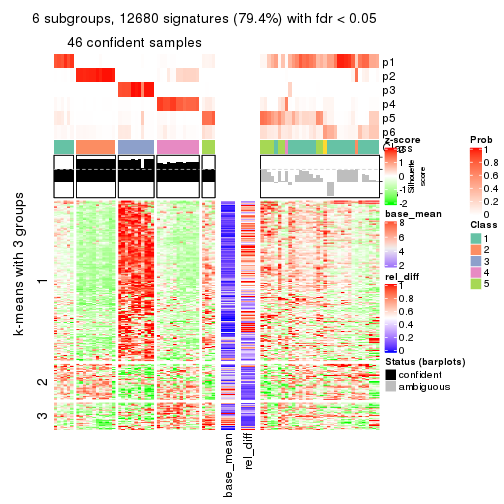 6 subgroups, 12680 signatures (79.4%) with fdr < 0.05
46 confident samples
p1
p2
p3
p4
p5
p6
Class
Silhouette
score
k-means with 3 groups
1
2
3
base_mean
rel_diff
z-score
2
1
0
-1
-2
base_mean
8
6
4
2
rel_diff
1
0.8
0.6
0.4
0.2
0
Status (barplots)
confident
ambiguous
Prob
1
0.8
0.6
0.4
0.2
0
Class
1
2
3
4
5